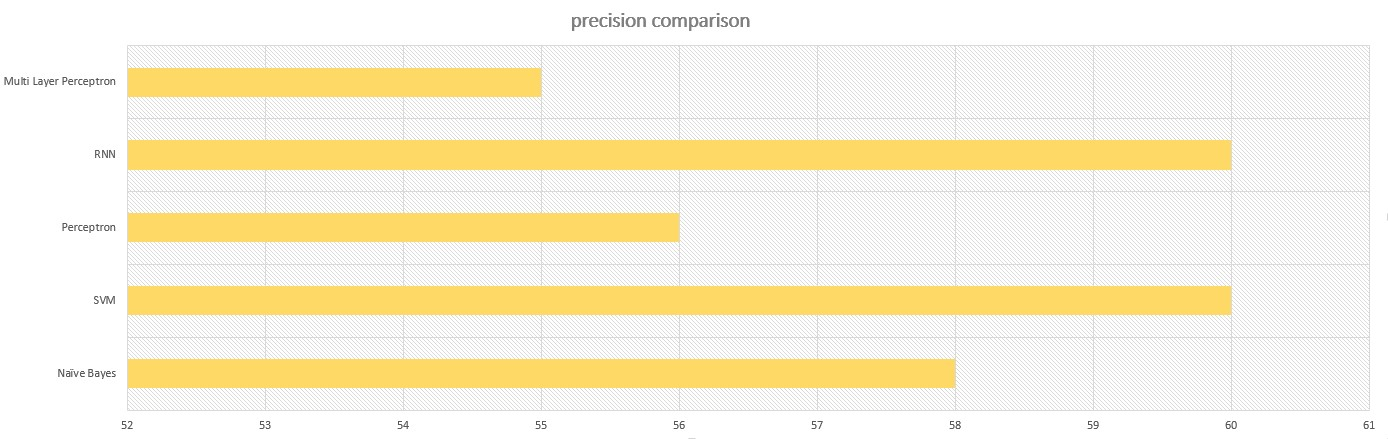 precision comparison
Multi Layer Perceptron
RNN
Perceptron
SVM
Naïve Bayes
52 53 54 55 56 57 58 59 60 61